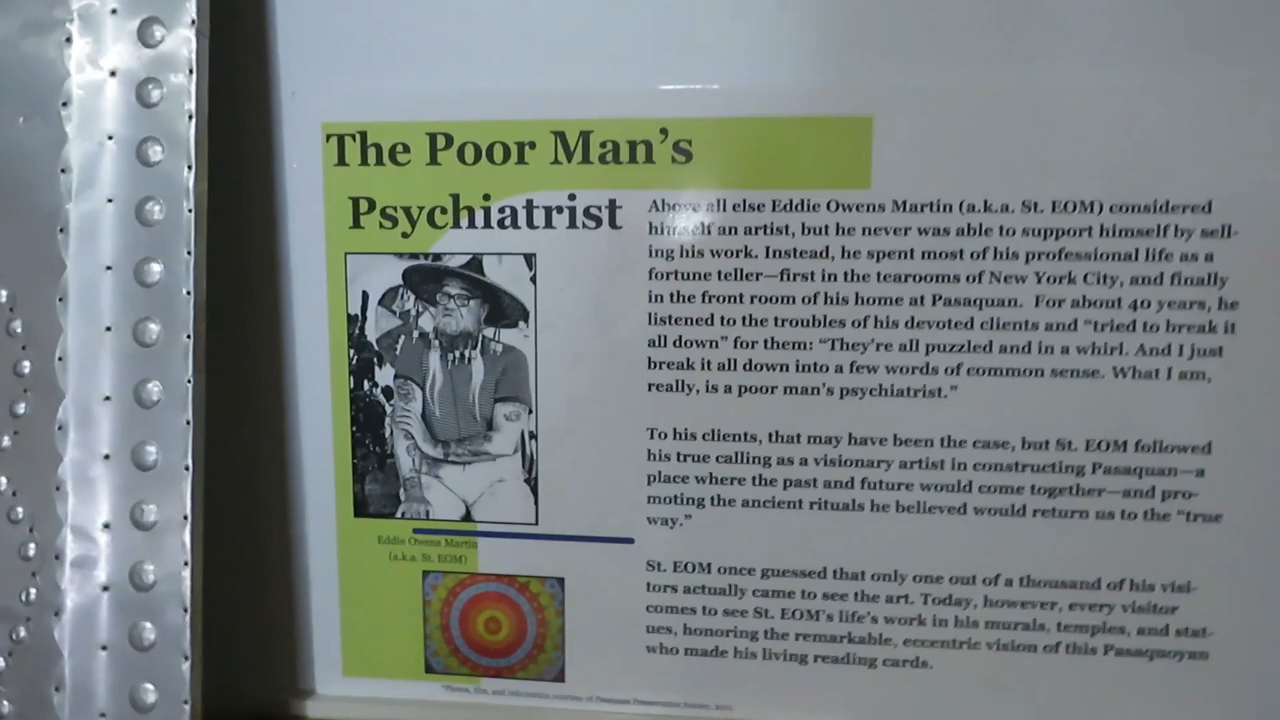 The Poor Man's
Psychiatrist
Above all else Eddie Owens Martin (a.k.a. St. EOM) considered
himself an artist, but he never was able to support himself by sell-
ing his work. Instead, he spent most of his professional life as a
fortune teller—first in the tearooms of New York City, and finally
in the front room of his home at Pasaquan. For about 40 years, he
listened to the troubles of his devoted clients and “tried to break it
all down” for them: “They're all puzzled and in a whirl. And I just
break it all down into a few words of common sense. What I am,
really, is a poor man's psychiatrist.”
To his clients, that may have been the case, but St. EOM followed
his true calling as a visionary artist in constructing Pasaquan—a
place where the past and future would come together—and pro-
moting the ancient rituals he believed would return us to the “true
way.”
St. EOM once guessed that only one out of a thousand of his visi-
tors actually came to see the art. Today, however, every visitor
comes to see St. EOM's life's work in his murals, temples, and stat-
ues, honoring the remarkable, eccentric vision of this Pasaquoyan
who made his living reading cards.
Eddie Owens Martin
(a.k.a. St. EOM)
*Photos, film, and information courtesy of Pasaquan Preservation Society,